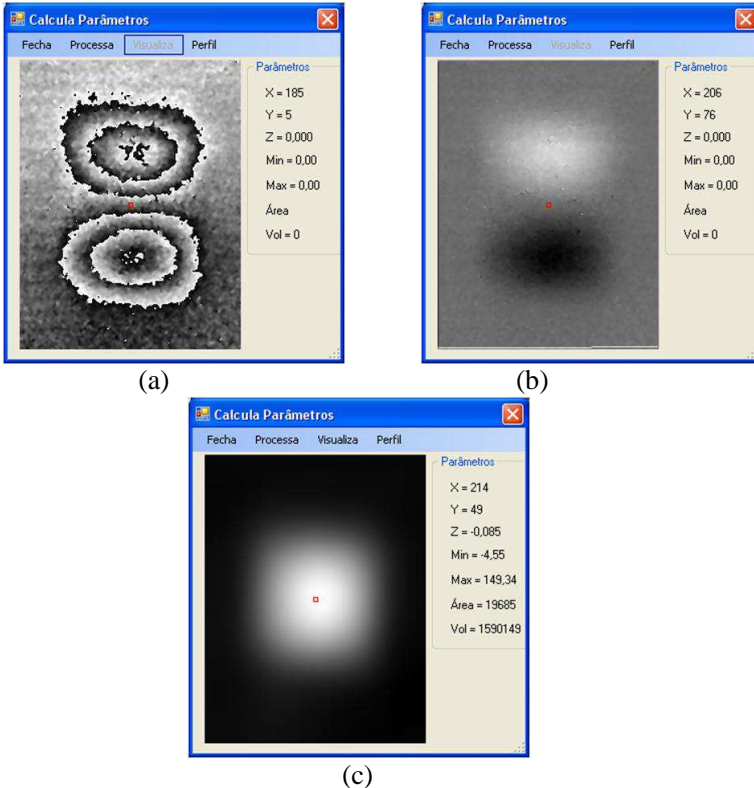 Calcula Parâmetros
Fecha Processa Visualiza Perfil
Parâmetros
X = 185
Y = 5
Z = 0,000
Min = 0,00
Max = 0,00
Área
Vol = 0
(a)
Calcula Parâmetros
Fecha Processa Visualiza Perfil
Parâmetros
X = 206
Y = 76
Z = 0,000
Min = 0,00
Max = 0,00
Área
Vol = 0
(b)
Calcula Parâmetros
Fecha Processa Visualiza Perfil
Parâmetros
X = 214
Y = 49
Z = -0,085
Min = -4,55
Max = 149,34
Área = 19685
Vol = 1590149
(c)